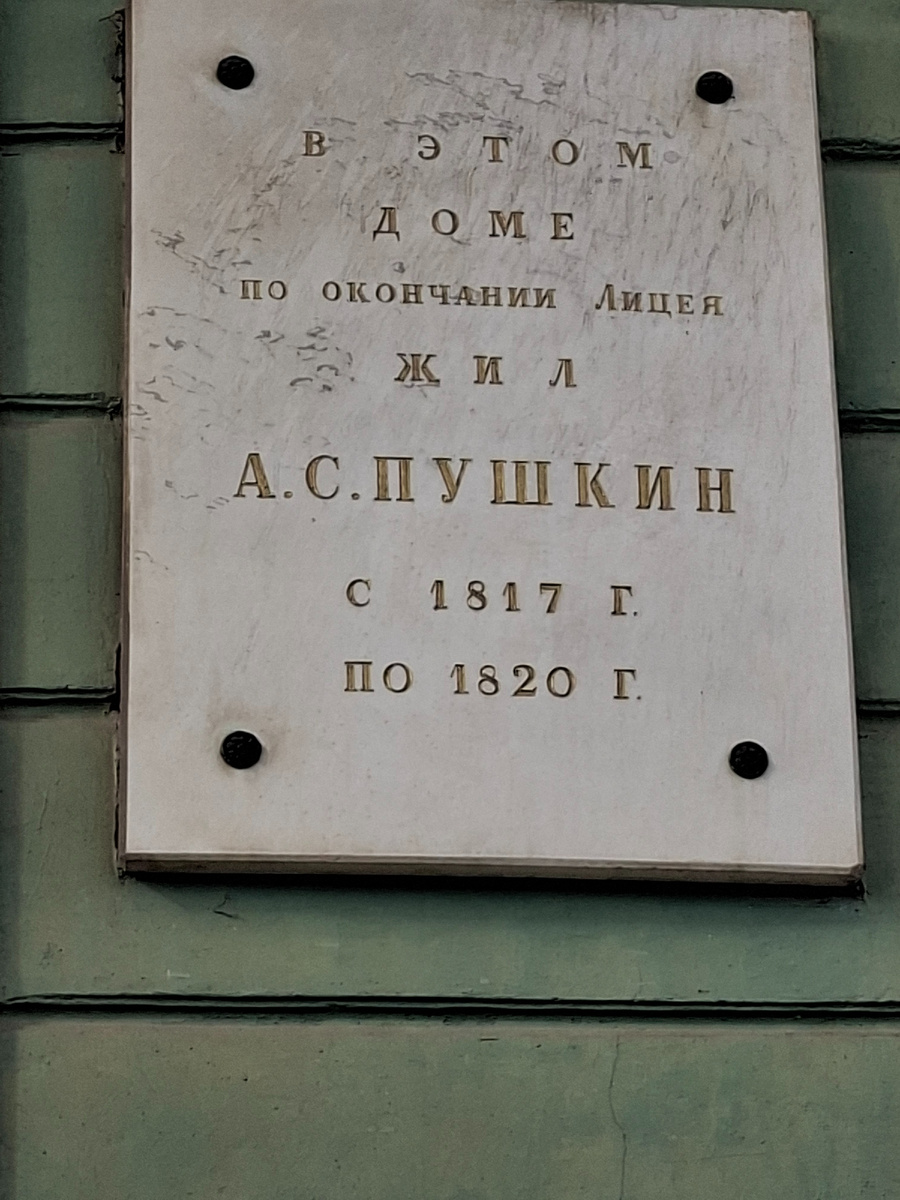 В ЭТОМ
ДОМЕ
ПО ОКОНЧАНИИ ЛИЦЕЯ
ЖИЛ
А.С.ПУШКИН
С 1817 Г.
ПО 1820 Г.